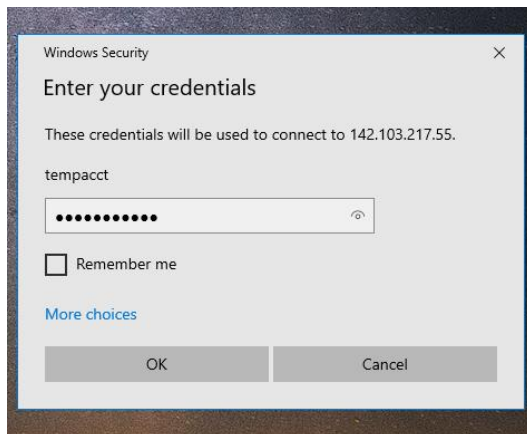 Windows Security
Enter your credentials
These credentials will be used to connect to 142.103.217.55.
tempacct
●●●●●●●●●●●
Remember me
More choices
OK
Cancel